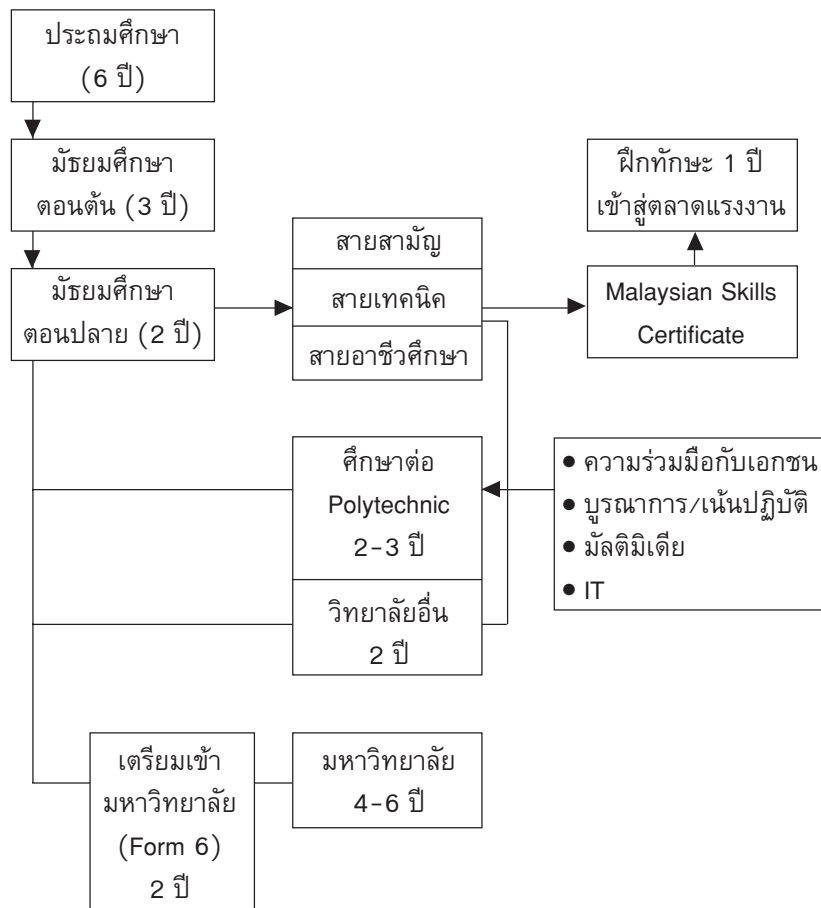 ประถมศึกษา
(6 ปี)
มัธยมศึกษา
ตอนต้น (3 ปี)
ฝึกทักษะ 1 ปี
เข้าสู่ตลาดแรงงาน
มัธยมศึกษา
ตอนปลาย (2 ปี)
สายสามัญ
สายเทคนิค
สายอาชีวศึกษา
Malaysian Skills
Certificate
ศึกษาต่อ
Polytechnic
2-3 ปี
วิทยาลัยอื่น
2 ปี
● ความร่วมมือกับเอกชน
● บูรณาการ/เน้นปฏิบัติ
● มัลติมิเดีย
● IT
เตรียมเข้า
มหาวิทยาลัย
(Form 6)
2 ปี
มหาวิทยาลัย
4-6 ปี